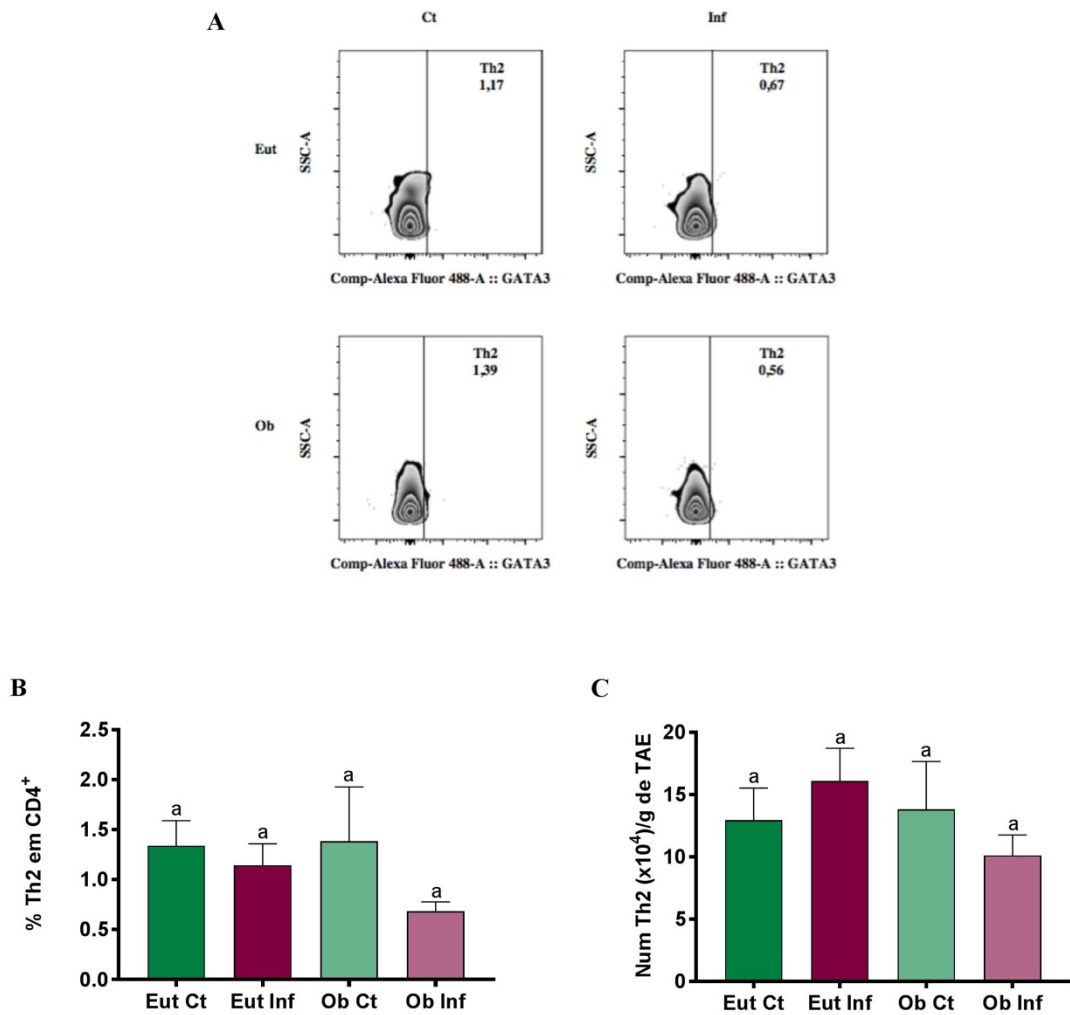 A
Ct
Inf
Eut
SSC-A
Th2
1,17
Comp-Alexa Fluor 488-A :: GATA3
SSC-A
Th2
0,67
Comp-Alexa Fluor 488-A :: GATA3
Ob
SSC-A
Th2
1,39
Comp-Alexa Fluor 488-A :: GATA3
SSC-A
Th2
0,56
Comp-Alexa Fluor 488-A :: GATA3
B
% Th2 em CD4+
2.5
2.0
1.5
1.0
0.5
0.0
a
a
a
a
Eut Ct Eut Inf Ob Ct Ob Inf
C
Num Th2 (x10⁴)/g de TAE
20
15
10
5
0
a
a
a
a
Eut Ct Eut Inf Ob Ct Ob Inf